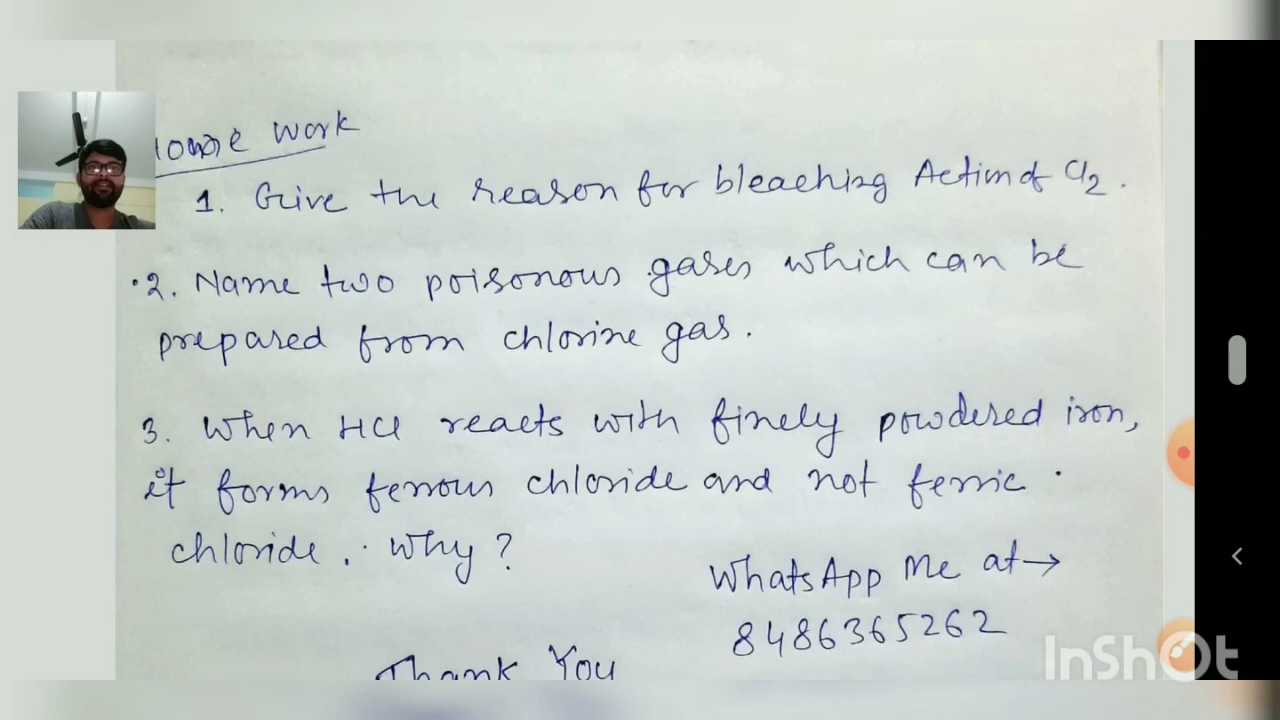 Home Work
1. Give the reason for bleaching Action of Cl2.
2. Name two poisonous gases which can be
prepared from chlorine gas.
3. When HCl reacts with finely powdered iron,
it forms ferrous chloride and not ferric
chloride. Why?
WhatsApp Me at →
8486365262
Thank You
InShOt